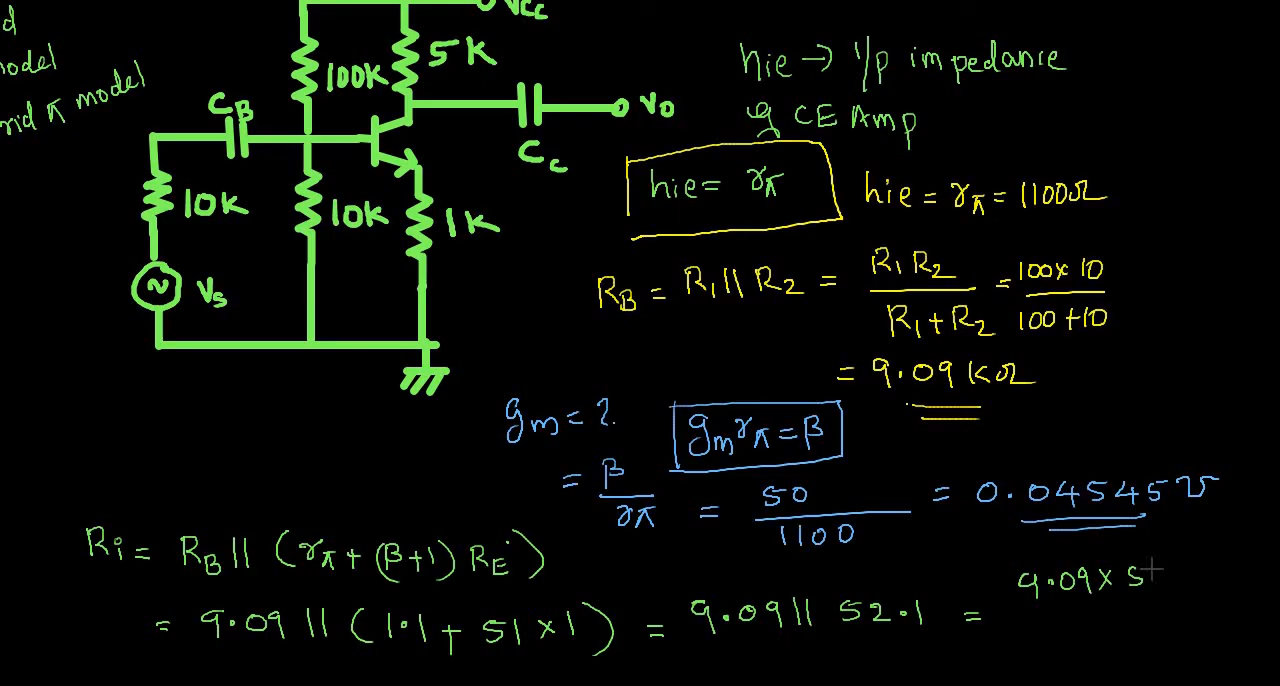 d
VCC
nodel
rid π model
100K
5K
CB
VO
CC
10K
10K
1K
Vs
hie → i/p impedance
of CE Amp
hie = rπ
hie = rπ = 1100Ω
RB = R1 || R2 = R1 R2 / R1 + R2 = 100 × 10 / 100 + 10
= 9.09 KΩ
gm = ?
gm rπ = β
= β / rπ = 50 / 1100 = 0.04545 ℧
Ri = RB || (rπ + (β+1) RE)
= 9.09 || (1.1 + 51 × 1) = 9.09 || 52.1 =
9.09 × 5